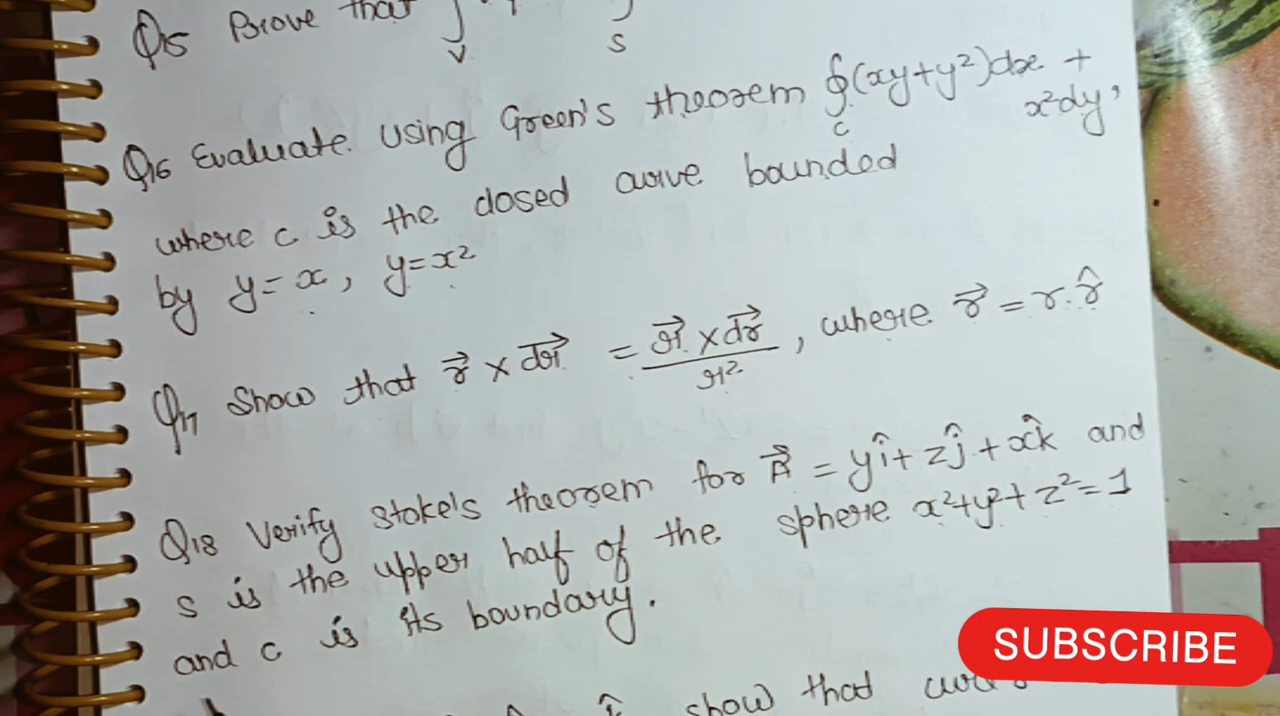 Q15 Prove that ∫
V
S
Q16 Evaluate using Green's theorem ∮(xy+y²)dx +
c
x²dy,
where c is the closed curve bounded
by y = x, y = x²
Q17 Show that r⃗ × dr⃗ = r⃗ × dr⃗ / r², where r⃗ = r.r̂
Q18 Verify Stoke's theorem for A⃗ = yî + zĵ + xk̂ and
S is the upper half of the sphere x²+y²+z²=1
and c is its boundary.
show that
SUBSCRIBE